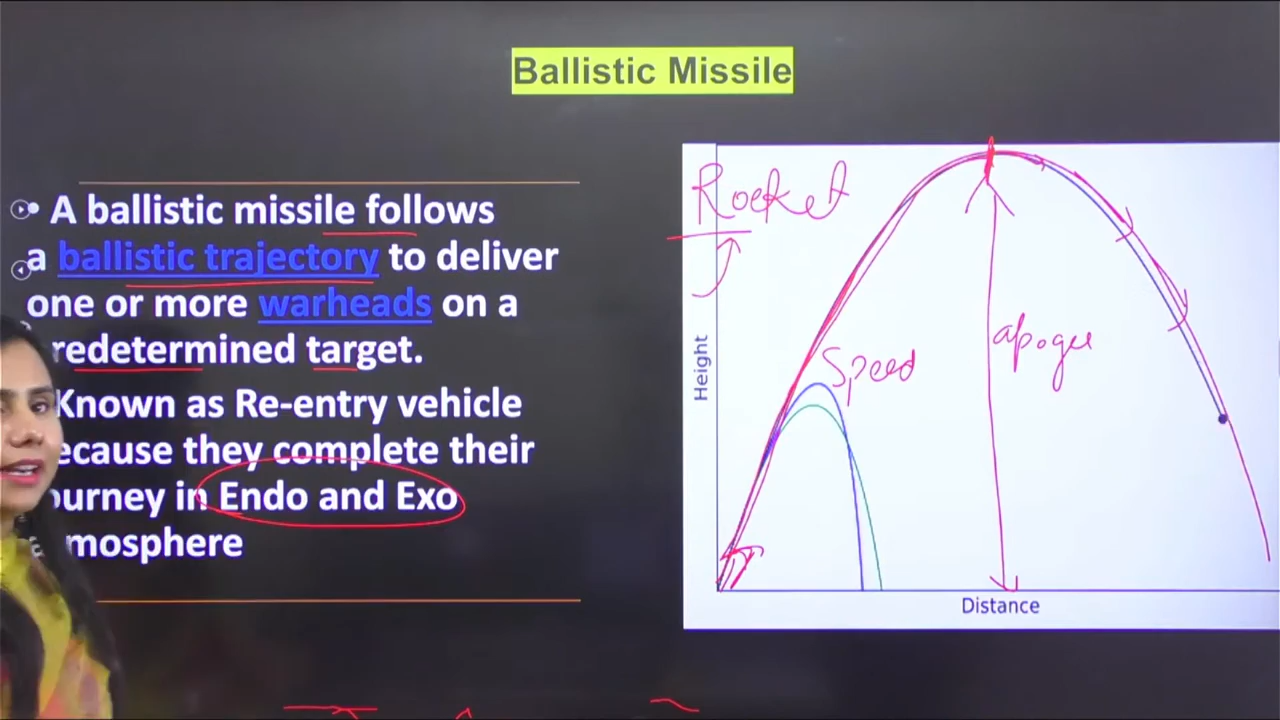 Ballistic Missile
• A ballistic missile follows
a ballistic trajectory to deliver
one or more warheads on a
redetermined target.
Known as Re-entry vehicle
ecause they complete their
ourney in Endo and Exo
mosphere
Rocket
Speed
apogee
Height
Distance